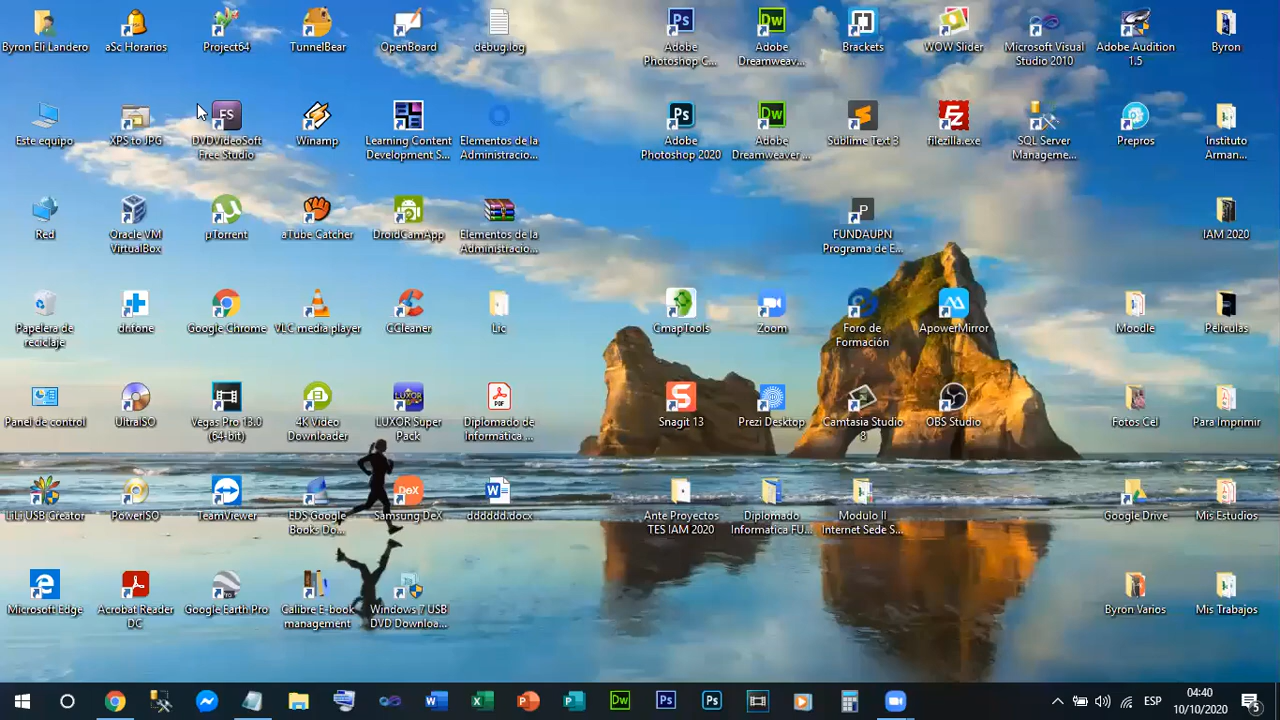 Byron Eli Landero
aSc Horarios
Project64
TunnelBear
OpenBoard
debug.log
Adobe
Photoshop C...
Adobe
Dreamweav...
Brackets
WOW Slider
Microsoft Visual
Studio 2010
Adobe Audition
1.5
Byron
Este equipo
XPS to JPG
DVDVideoSoft
Free Studio
Winamp
Learning Content
Development S...
Elementos de la
Administracio...
Adobe
Photoshop 2020
Adobe
Dreamweaver ...
Sublime Text 3
filezilla.exe
SQL Server
Manageme...
Prepros
Instituto
Arman...
Red
Oracle VM
VirtualBox
µTorrent
aTube Catcher
DroidCamApp
Elementos de la
Administracio...
FUNDAUPN
Programa de E...
IAM 2020
Papelera de
reciclaje
dr.fone
Google Chrome
VLC media player
CCleaner
Lic
CmapTools
Zoom
Foro de
Formación
ApowerMirror
Moodle
Peliculas
Panel de control
UltraISO
Vegas Pro 13.0
(64-bit)
4K Video
Downloader
LUXOR Super
Pack
Diplomado de
Informatica ...
Snagit 13
Prezi Desktop
Camtasia Studio
8
OBS Studio
Fotos Cel
Para Imprimir
LiLi USB Creator
PowerISO
TeamViewer
EDS Google
Books Do...
Samsung DeX
dddddd.docx
Ante Proyectos
TES IAM 2020
Diplomado
Informatica FU...
Modulo II
Internet Sede S...
Google Drive
Mis Estudios
Microsoft Edge
Acrobat Reader
DC
Google Earth Pro
Calibre E-book
management
Windows 7 USB
DVD Downloa...
Byron Varios
Mis Trabajos
ESP
04:40
10/10/2020
5